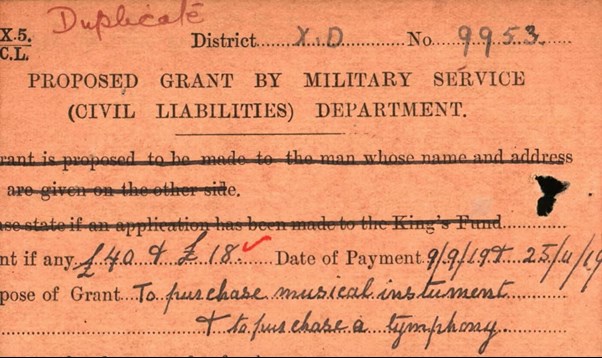 Duplicate
X.5.
C.L.
District X.D No 9953.
PROPOSED GRANT BY MILITARY SERVICE
(CIVIL LIABILITIES) DEPARTMENT.
rant is proposed to be made to the man whose name and address
are given on the other side.
ase state if an application has been made to the King's Fund
nt if any £40 & £18. Date of Payment 9/9/19 & 25/11/19
pose of Grant To purchase musical instument
& to purchase a tymphony.